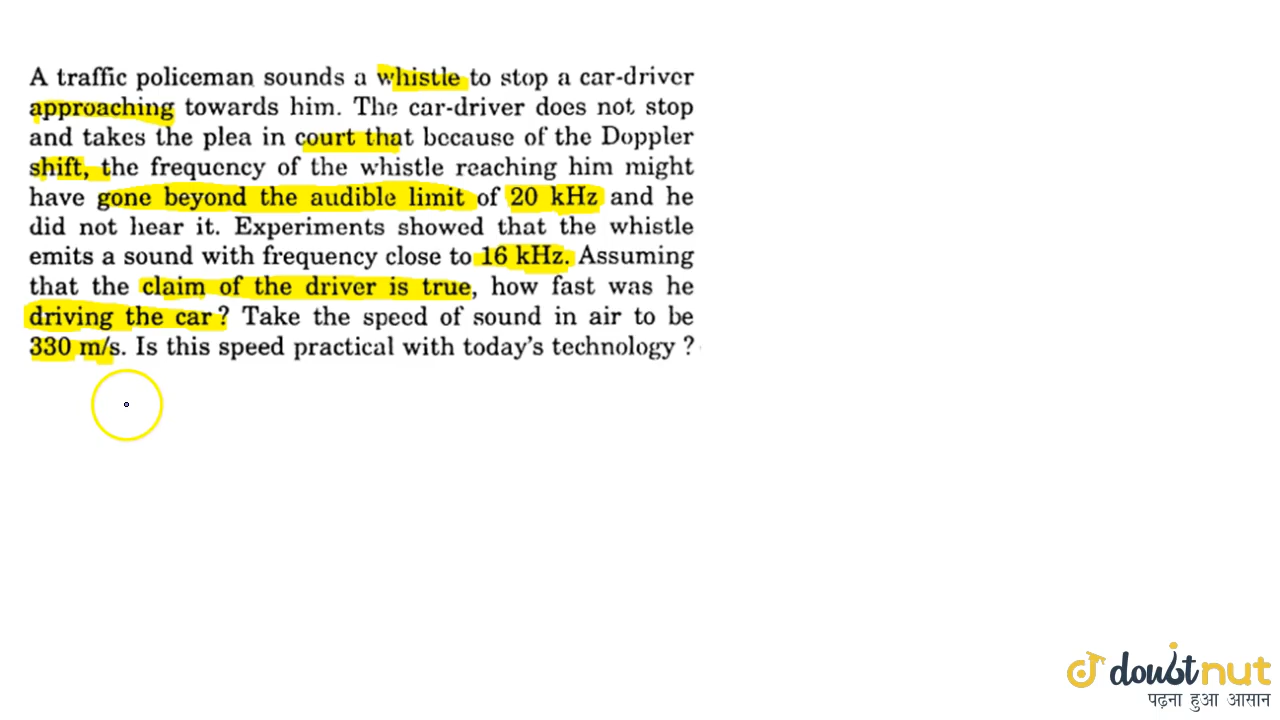 A traffic policeman sounds a whistle to stop a car-driver
approaching towards him. The car-driver does not stop
and takes the plea in court that because of the Doppler
shift, the frequency of the whistle reaching him might
have gone beyond the audible limit of 20 kHz and he
did not hear it. Experiments showed that the whistle
emits a sound with frequency close to 16 kHz. Assuming
that the claim of the driver is true, how fast was he
driving the car ? Take the speed of sound in air to be
330 m/s. Is this speed practical with today's technology ?
doubtnut
पढ़ना हुआ आसान